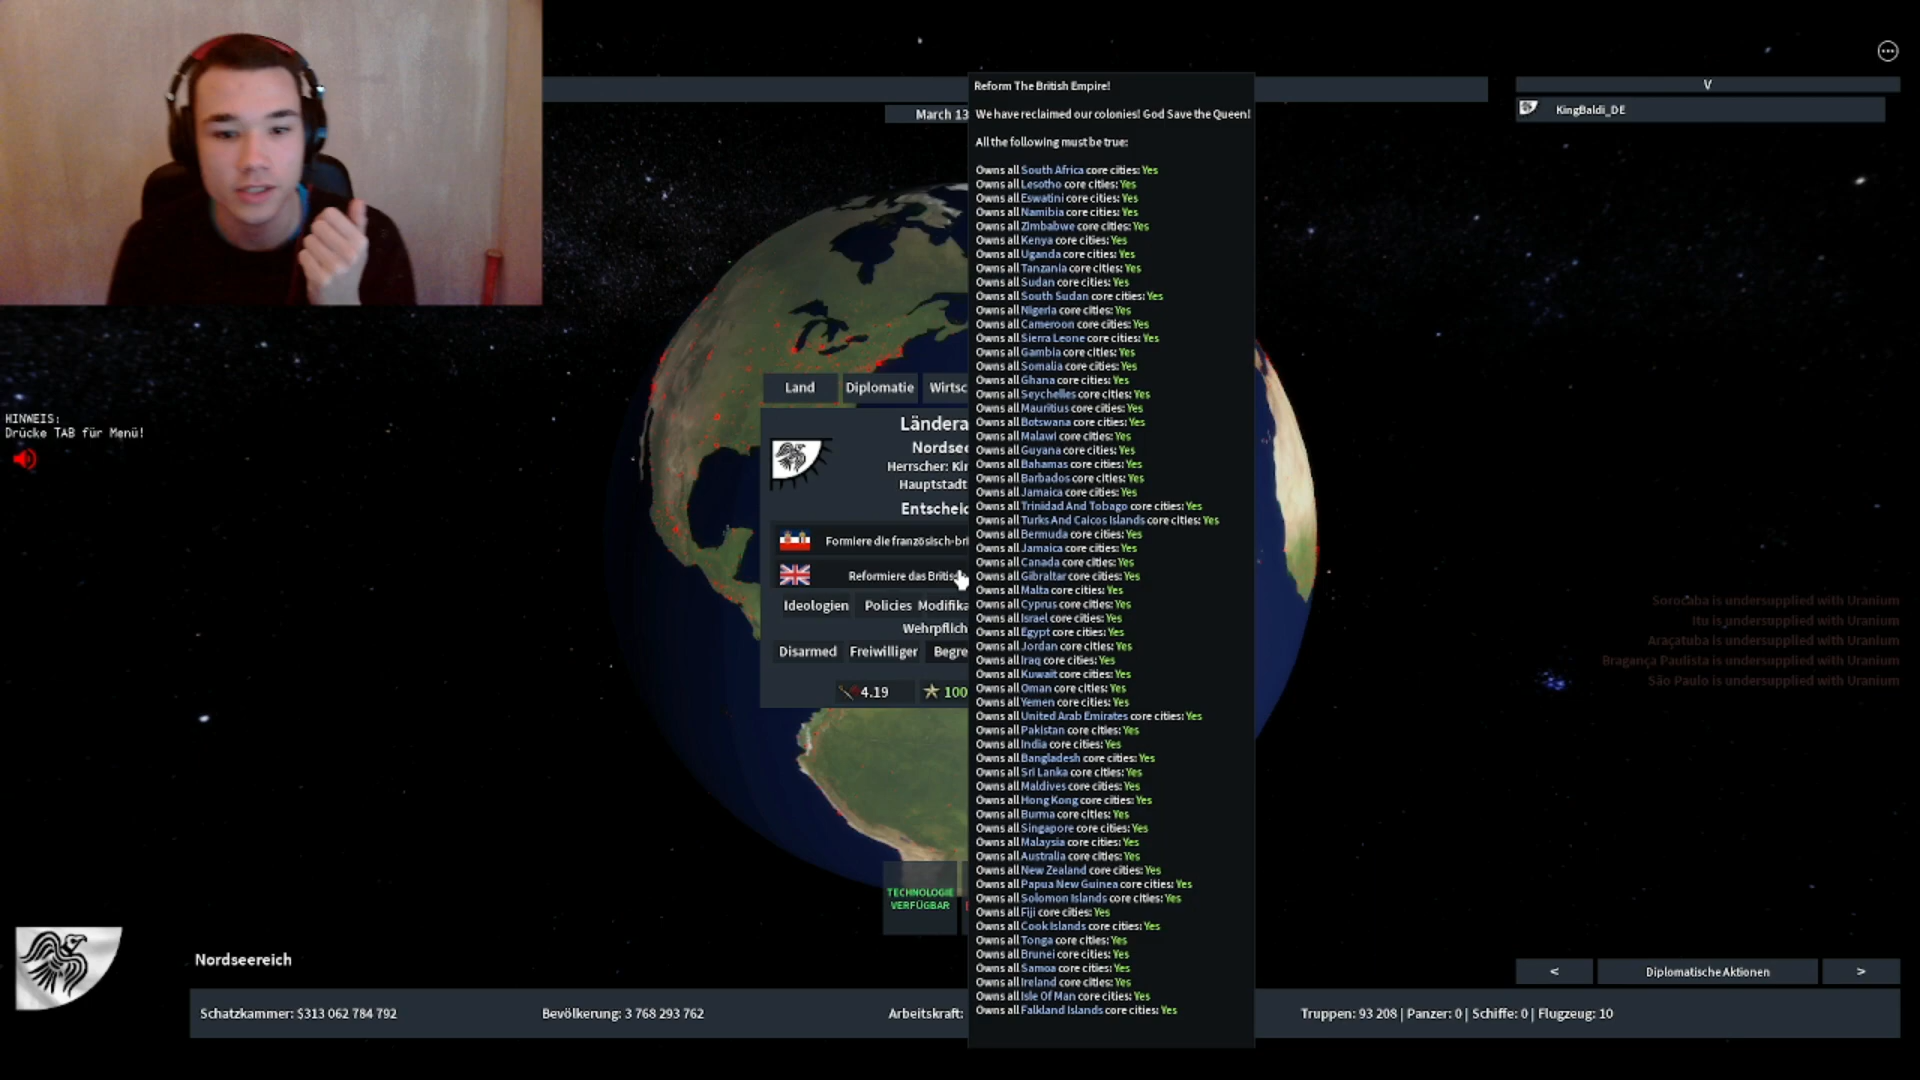 V
KingBaldi_DE
March 13
Reform The British Empire!
We have reclaimed our colonies! God Save the Queen!
All the following must be true:
Owns all South Africa core cities: Yes
Owns all Lesotho core cities: Yes
Owns all Eswatini core cities: Yes
Owns all Namibia core cities: Yes
Owns all Zimbabwe core cities: Yes
Owns all Kenya core cities: Yes
Owns all Uganda core cities: Yes
Owns all Tanzania core cities: Yes
Owns all Sudan core cities: Yes
Owns all South Sudan core cities: Yes
Owns all Nigeria core cities: Yes
Owns all Cameroon core cities: Yes
Owns all Sierra Leone core cities: Yes
Owns all Gambia core cities: Yes
Owns all Somalia core cities: Yes
Owns all Ghana core cities: Yes
Owns all Seychelles core cities: Yes
Owns all Mauritius core cities: Yes
Owns all Botswana core cities: Yes
Owns all Malawi core cities: Yes
Owns all Guyana core cities: Yes
Owns all Bahamas core cities: Yes
Owns all Barbados core cities: Yes
Owns all Jamaica core cities: Yes
Owns all Trinidad And Tobago core cities: Yes
Owns all Turks And Caicos Islands core cities: Yes
Owns all Bermuda core cities: Yes
Owns all Jamaica core cities: Yes
Owns all Canada core cities: Yes
Owns all Gibraltar core cities: Yes
Owns all Malta core cities: Yes
Owns all Cyprus core cities: Yes
Owns all Israel core cities: Yes
Owns all Egypt core cities: Yes
Owns all Jordan core cities: Yes
Owns all Iraq core cities: Yes
Owns all Kuwait core cities: Yes
Owns all Oman core cities: Yes
Owns all Yemen core cities: Yes
Owns all United Arab Emirates core cities: Yes
Owns all Pakistan core cities: Yes
Owns all India core cities: Yes
Owns all Bangladesh core cities: Yes
Owns all Sri Lanka core cities: Yes
Owns all Maldives core cities: Yes
Owns all Hong Kong core cities: Yes
Owns all Burma core cities: Yes
Owns all Singapore core cities: Yes
Owns all Malaysia core cities: Yes
Owns all Australia core cities: Yes
Owns all New Zealand core cities: Yes
Owns all Papua New Guinea core cities: Yes
Owns all Solomon Islands core cities: Yes
Owns all Fiji core cities: Yes
Owns all Cook Islands core cities: Yes
Owns all Tonga core cities: Yes
Owns all Brunei core cities: Yes
Owns all Samoa core cities: Yes
Owns all Ireland core cities: Yes
Owns all Isle Of Man core cities: Yes
Owns all Falkland Islands core cities: Yes
HINWEIS:
Drücke TAB für Menü!
Land Diplomatie Wirtsc
Ländera
Nordsee
Herrscher: Kin
Hauptstadt
Entscheid
Formiere die französisch-bri
Reformiere das Britis
Ideologien Policies Modifika
Wehrpflich
Disarmed Freiwilliger Begre
4.19 100
TECHNOLOGIE
VERFÜGBAR
Sorocaba is undersupplied with Uranium
Itu is undersupplied with Uranium
Araçatuba is undersupplied with Uranium
Bragança Paulista is undersupplied with Uranium
São Paulo is undersupplied with Uranium
Nordseereich
< Diplomatische Aktionen >
Schatzkammer: $313 062 784 792 Bevölkerung: 3 768 293 762 Arbeitskraft: Truppen: 93 208 | Panzer: 0 | Schiffe: 0 | Flugzeug: 10